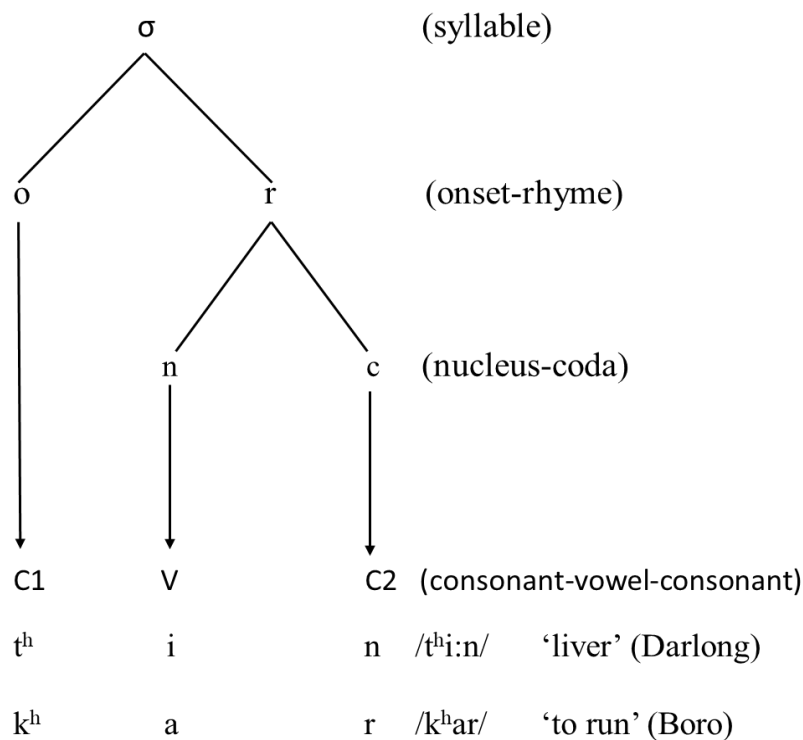 σ (syllable)
o r (onset-rhyme)
n c (nucleus-coda)
C1 V C2 (consonant-vowel-consonant)
tʰ i n /tʰi:n/ ‘liver’ (Darlong)
kʰ a r /kʰar/ ‘to run’ (Boro)